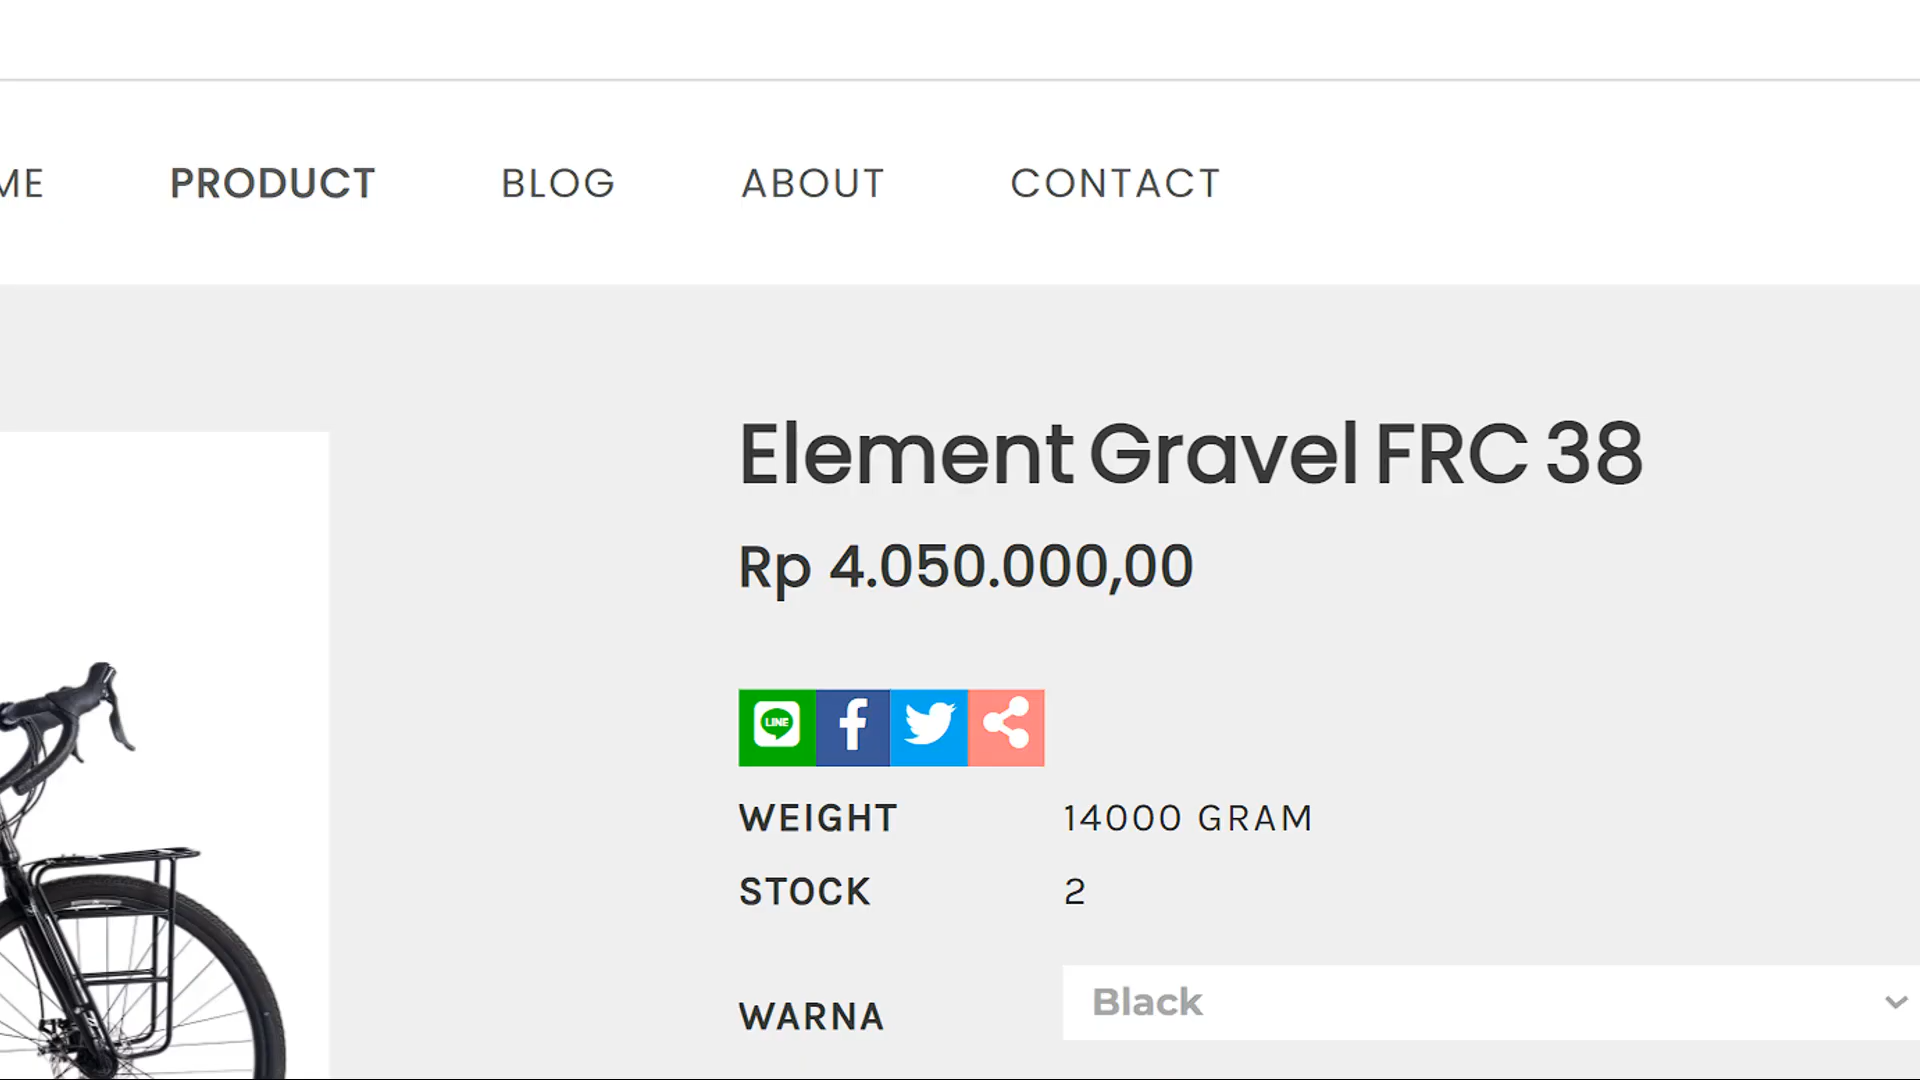 ME PRODUCT BLOG ABOUT CONTACT
Element Gravel FRC 38
Rp 4.050.000,00
LINE
WEIGHT 14000 GRAM
STOCK 2
WARNA Black